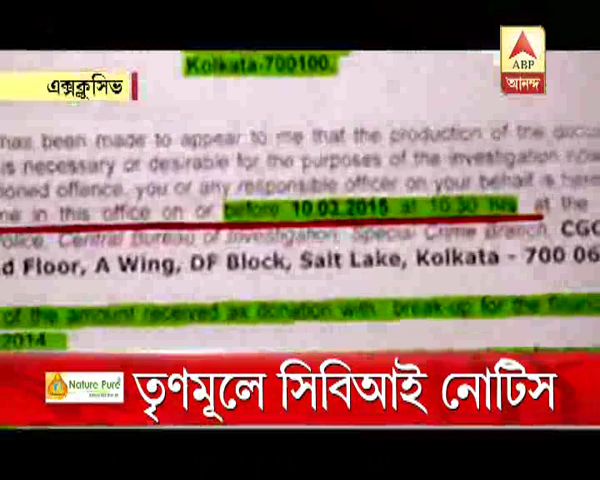 Kolkata-700100.
ABP
আনন্দ
এক্সক্লুসিভ
has been made to appear to me that the production of the
is necessary or desirable for the purposes of the investigation now
tioned offence, you or any responsible officer on your behalf is
in this office on or before 10.03.2015 at 10.30 at the
Police, Central Bureau of Investigation, Special Crime Branch, CGO
d Floor, A Wing, DF Block, Salt Lake, Kolkata - 700 06
of the amount received as donation with break up for the
2014
Nature Pure
তৃণমূলে সিবিআই নোটিস